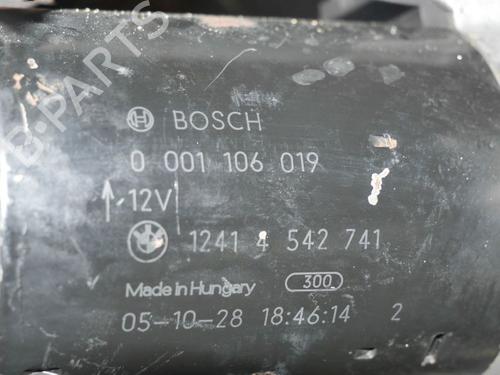 B-PARTS
BOSCH
0 001 106 019
12V
1241 4 542 741
Made in Hungary 300
05-10-28 18:46:14 2